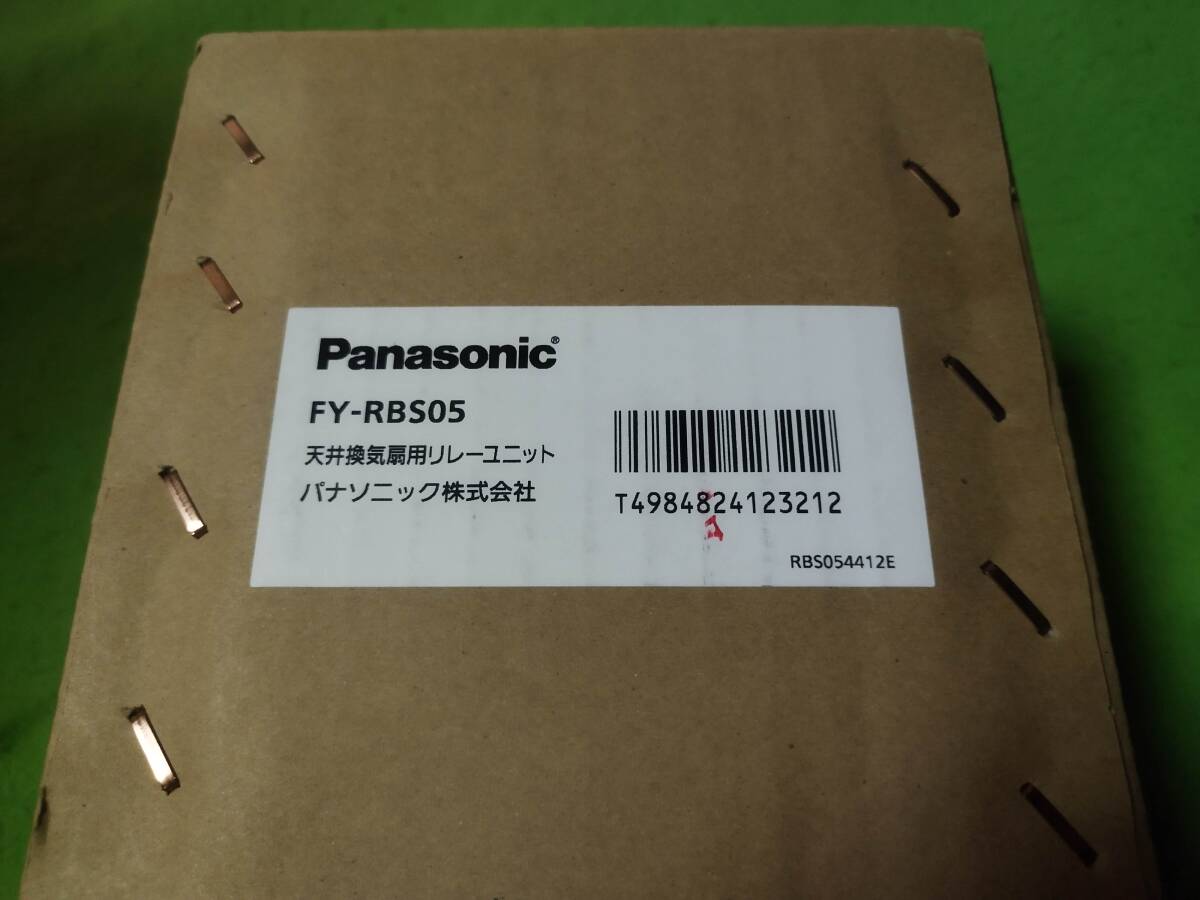 Panasonic®
FY-RBS05
天井換気扇用リレーユニット
パナソニック株式会社
T4984824123212
RBS054412E